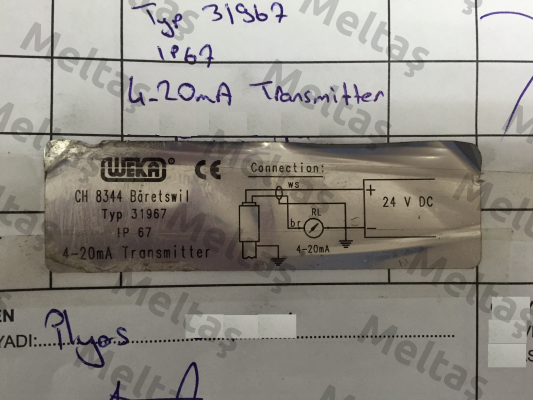 Typ 31967
IP67
4-20mA Transmitter
WEKA® CE
CH 8344 Bäretswil
Typ 31967
IP 67
4-20mA Transmitter
Connection:
ws
+
24 V DC
RL
br
-
4-20mA
EN
YADI:
Meltaş